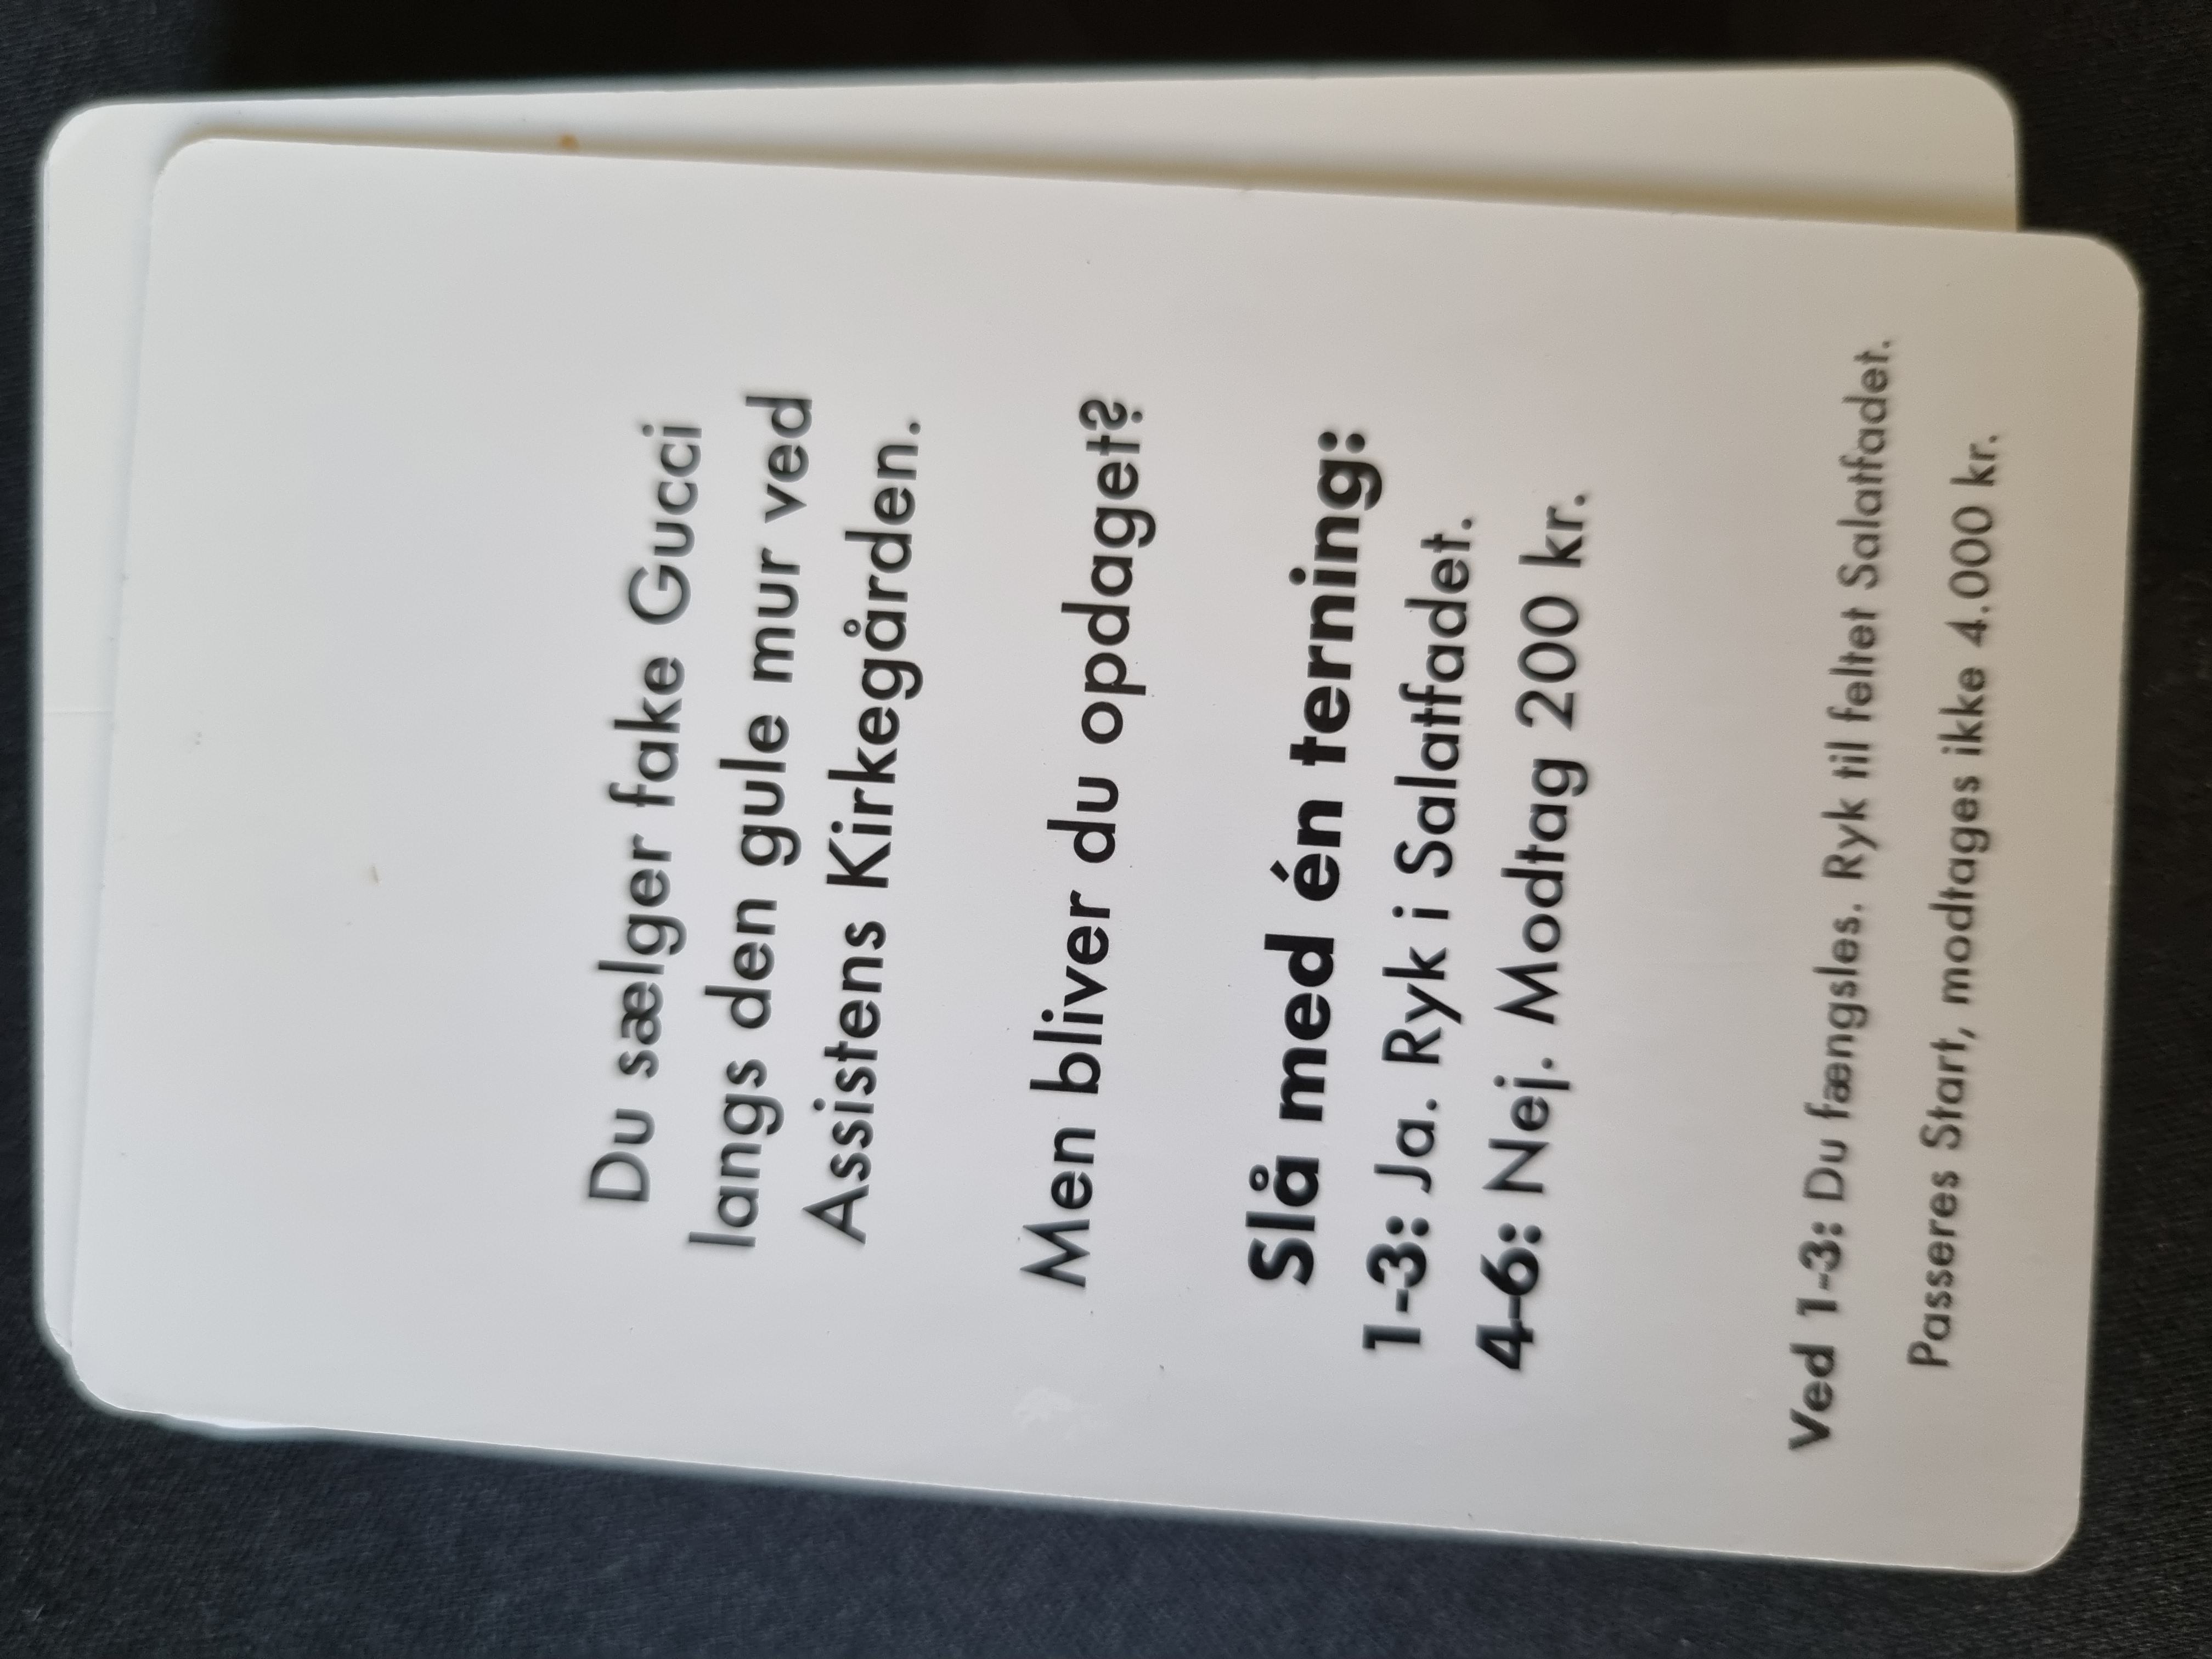 Du sælger fake Gucci
langs den gule mur ved
Assistens Kirkegården.
Men bliver du opdaget?
Slå med én terning:
1-3: Ja. Ryk i Salatfadet.
4-6: Nej. Modtag 200 kr.
Ved 1-3: Du fængsles. Ryk til feltet Salatfadet.
Passeres Start, modtages ikke 4.000 kr.